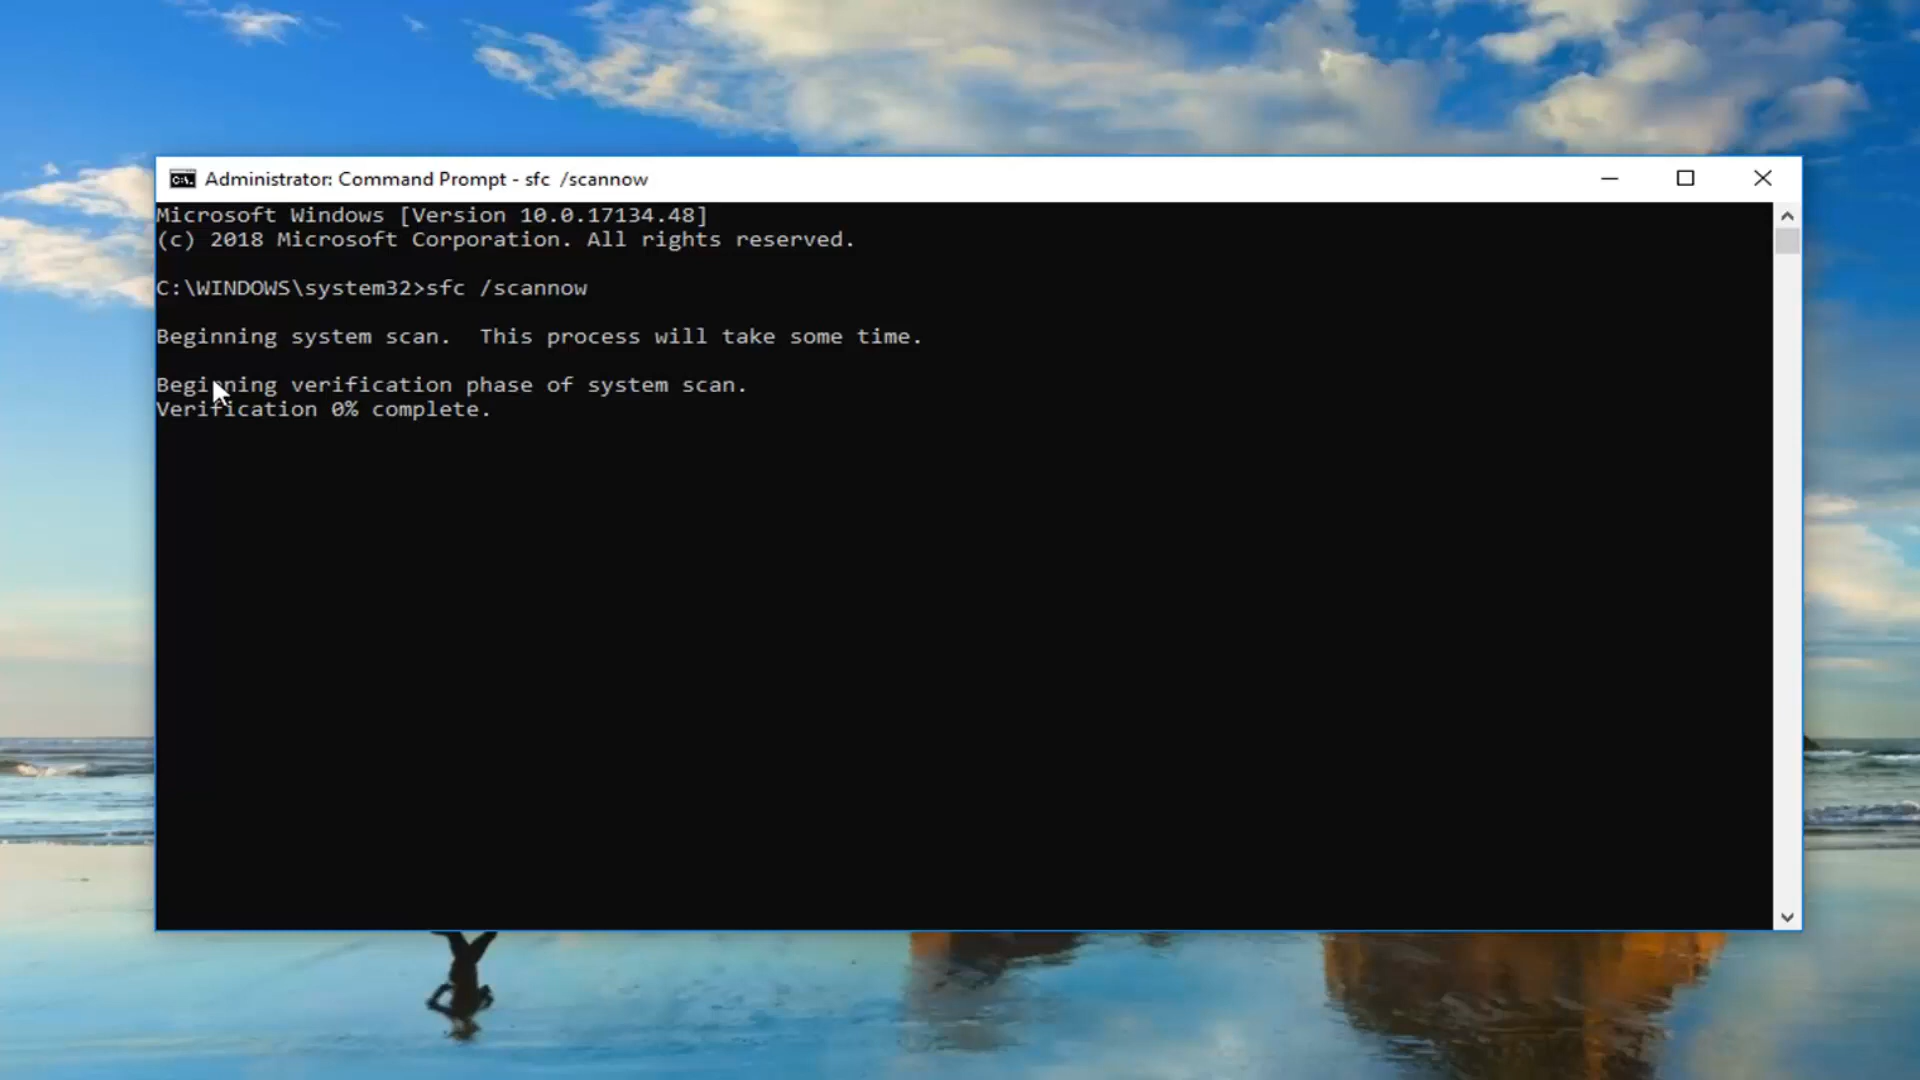 Administrator: Command Prompt - sfc  /scannow
Microsoft Windows [Version 10.0.17134.48]
(c) 2018 Microsoft Corporation. All rights reserved.
C:\WINDOWS\system32>sfc /scannow
Beginning system scan.  This process will take some time.
Beginning verification phase of system scan.
Verification 0% complete.